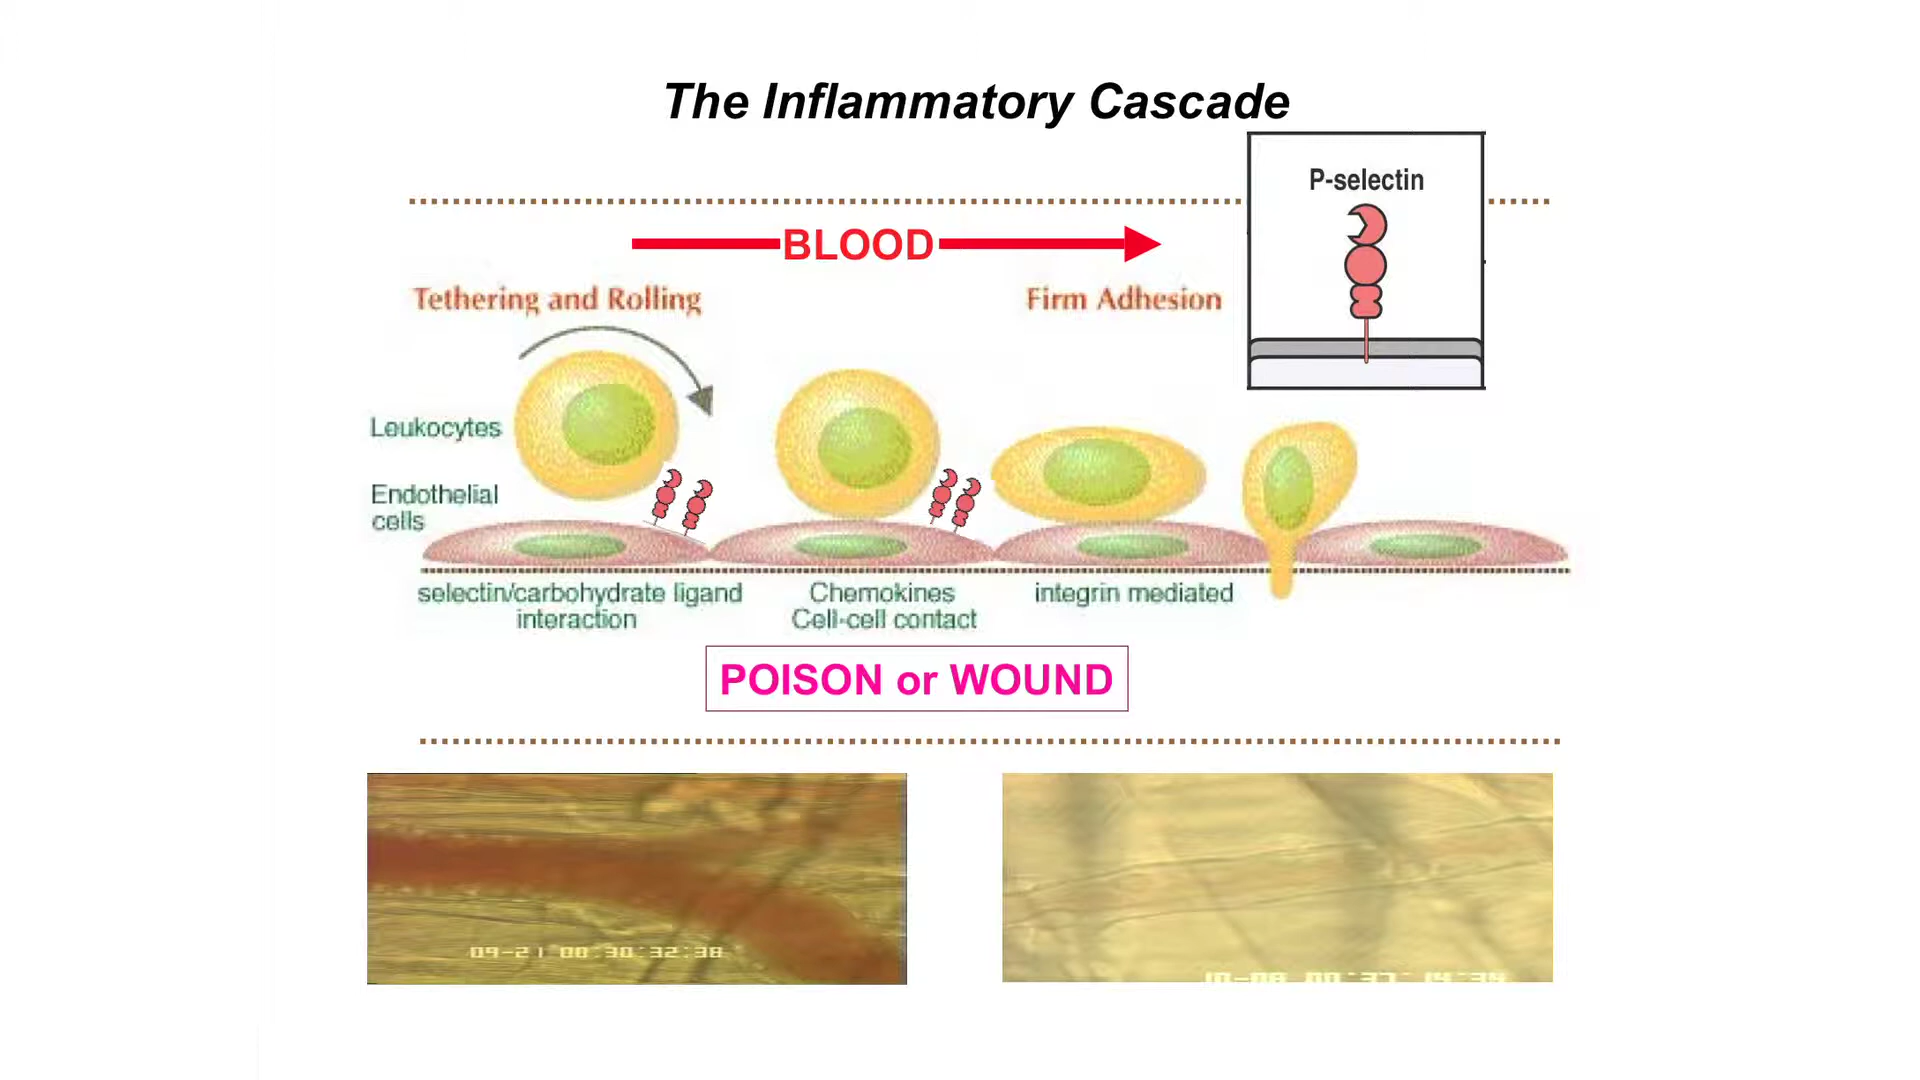 The Inflammatory Cascade
P-selectin
BLOOD
Tethering and Rolling
Firm Adhesion
Leukocytes
Endothelial
cells
selectin/carbohydrate ligand
interaction
Chemokines
Cell-cell contact
integrin mediated
POISON or WOUND
09-21 00:30:32:38